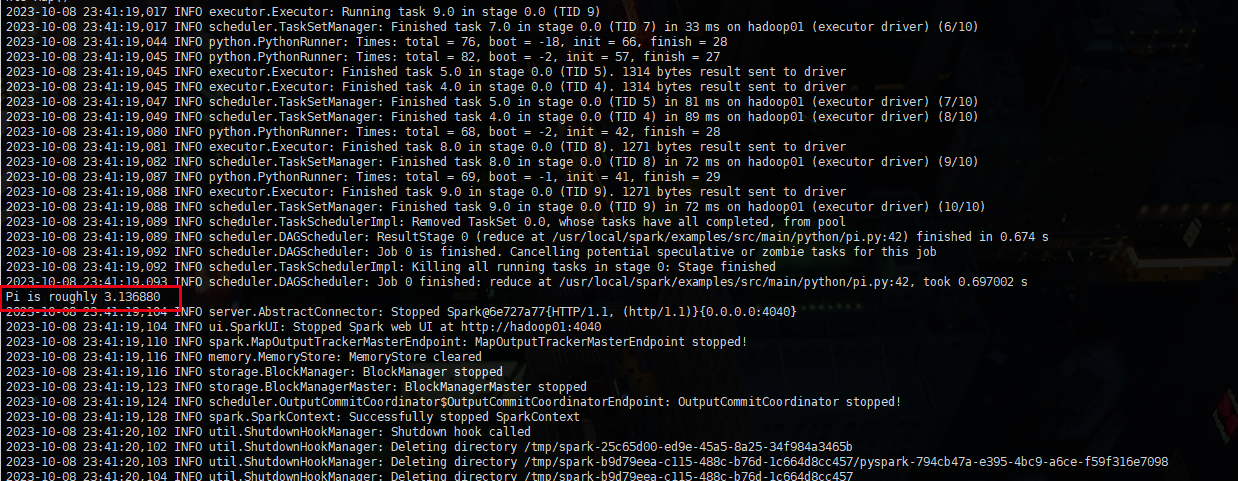 2023-10-08 23:41:19,017 INFO executor.Executor: Running task 9.0 in stage 0.0 (TID 9)
2023-10-08 23:41:19,017 INFO scheduler.TaskSetManager: Finished task 7.0 in stage 0.0 (TID 7) in 33 ms on hadoop01 (executor driver) (6/10)
2023-10-08 23:41:19,044 INFO python.PythonRunner: Times: total = 76, boot = -18, init = 66, finish = 28
2023-10-08 23:41:19,045 INFO python.PythonRunner: Times: total = 82, boot = -2, init = 57, finish = 27
2023-10-08 23:41:19,045 INFO executor.Executor: Finished task 5.0 in stage 0.0 (TID 5). 1314 bytes result sent to driver
2023-10-08 23:41:19,045 INFO executor.Executor: Finished task 4.0 in stage 0.0 (TID 4). 1314 bytes result sent to driver
2023-10-08 23:41:19,047 INFO scheduler.TaskSetManager: Finished task 5.0 in stage 0.0 (TID 5) in 81 ms on hadoop01 (executor driver) (7/10)
2023-10-08 23:41:19,049 INFO scheduler.TaskSetManager: Finished task 4.0 in stage 0.0 (TID 4) in 89 ms on hadoop01 (executor driver) (8/10)
2023-10-08 23:41:19,080 INFO python.PythonRunner: Times: total = 68, boot = -2, init = 42, finish = 28
2023-10-08 23:41:19,081 INFO executor.Executor: Finished task 8.0 in stage 0.0 (TID 8). 1271 bytes result sent to driver
2023-10-08 23:41:19,082 INFO scheduler.TaskSetManager: Finished task 8.0 in stage 0.0 (TID 8) in 72 ms on hadoop01 (executor driver) (9/10)
2023-10-08 23:41:19,087 INFO python.PythonRunner: Times: total = 69, boot = -1, init = 41, finish = 29
2023-10-08 23:41:19,088 INFO executor.Executor: Finished task 9.0 in stage 0.0 (TID 9). 1271 bytes result sent to driver
2023-10-08 23:41:19,088 INFO scheduler.TaskSetManager: Finished task 9.0 in stage 0.0 (TID 9) in 72 ms on hadoop01 (executor driver) (10/10)
2023-10-08 23:41:19,089 INFO scheduler.TaskSchedulerImpl: Removed TaskSet 0.0, whose tasks have all completed, from pool
2023-10-08 23:41:19,089 INFO scheduler.DAGScheduler: ResultStage 0 (reduce at /usr/local/spark/examples/src/main/python/pi.py:42) finished in 0.674 s
2023-10-08 23:41:19,092 INFO scheduler.DAGScheduler: Job 0 is finished. Cancelling potential speculative or zombie tasks for this job
2023-10-08 23:41:19,092 INFO scheduler.TaskSchedulerImpl: Killing all running tasks in stage 0: Stage finished
2023-10-08 23:41:19,093 INFO scheduler.DAGScheduler: Job 0 finished: reduce at /usr/local/spark/examples/src/main/python/pi.py:42, took 0.697002 s
Pi is roughly 3.136880
2023-10-08 23:41:19,104 INFO server.AbstractConnector: Stopped Spark@6e727a77{HTTP/1.1, (http/1.1)}{0.0.0.0:4040}
2023-10-08 23:41:19,104 INFO ui.SparkUI: Stopped Spark web UI at http://hadoop01:4040
2023-10-08 23:41:19,110 INFO spark.MapOutputTrackerMasterEndpoint: MapOutputTrackerMasterEndpoint stopped!
2023-10-08 23:41:19,116 INFO memory.MemoryStore: MemoryStore cleared
2023-10-08 23:41:19,116 INFO storage.BlockManager: BlockManager stopped
2023-10-08 23:41:19,123 INFO storage.BlockManagerMaster: BlockManagerMaster stopped
2023-10-08 23:41:19,124 INFO scheduler.OutputCommitCoordinator$OutputCommitCoordinatorEndpoint: OutputCommitCoordinator stopped!
2023-10-08 23:41:19,128 INFO spark.SparkContext: Successfully stopped SparkContext
2023-10-08 23:41:20,102 INFO util.ShutdownHookManager: Shutdown hook called
2023-10-08 23:41:20,102 INFO util.ShutdownHookManager: Deleting directory /tmp/spark-25c65d00-ed9e-45a5-8a25-34f984a3465b
2023-10-08 23:41:20,103 INFO util.ShutdownHookManager: Deleting directory /tmp/spark-b9d79eea-c115-488c-b76d-1c664d8cc457/pyspark-794cb47a-e395-4bc9-a6ce-f59f316e7098
2023-10-08 23:41:20,104 INFO util.ShutdownHookManager: Deleting directory /tmp/spark-b9d79eea-c115-488c-b76d-1c664d8cc457